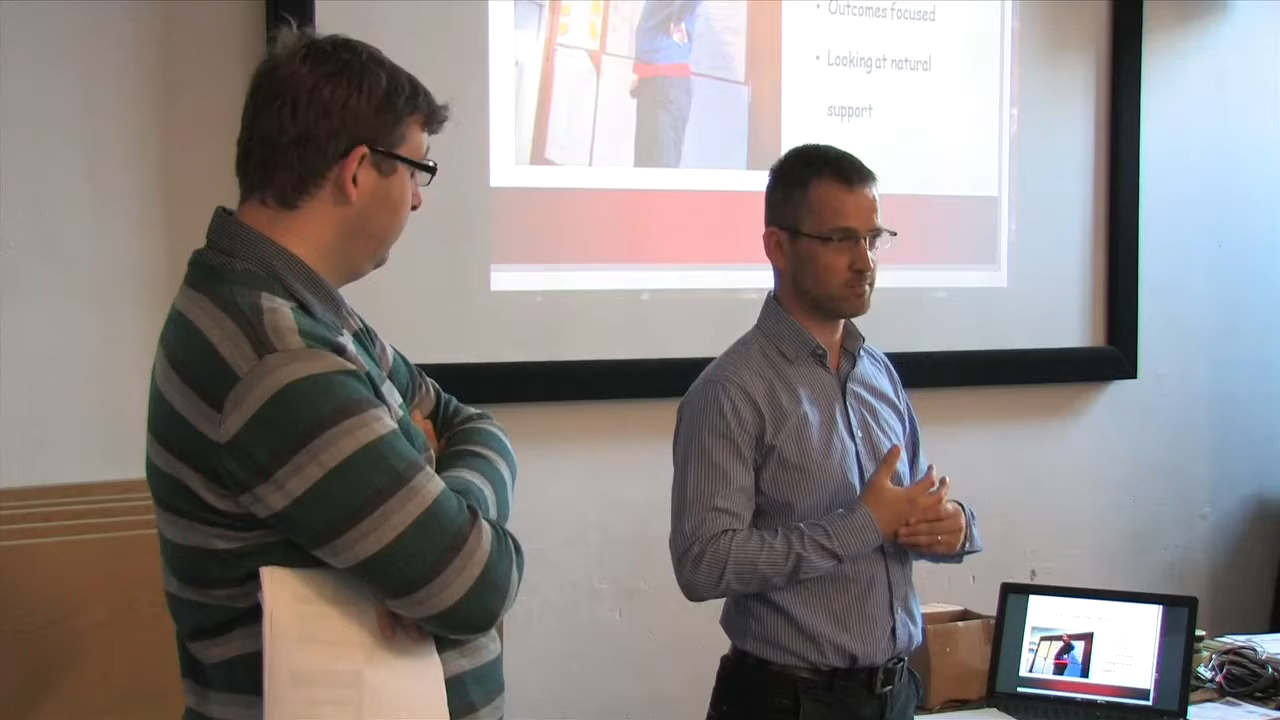 • Outcomes focused
• Looking at natural
support